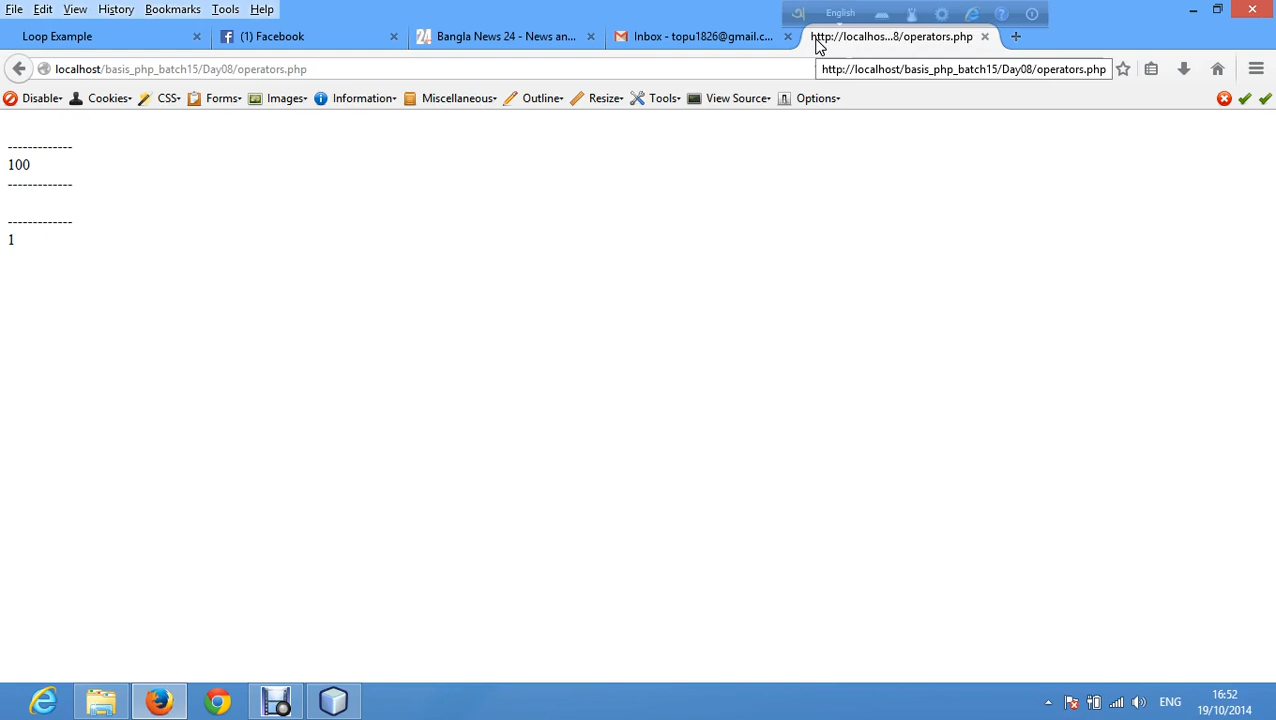 File Edit View History Bookmarks Tools Help
English
Loop Example
(1) Facebook
24 Bangla News 24 - News an...
Inbox - topu1826@gmail.c...
http://localhos...8/operators.php
localhost/basis_php_batch15/Day08/operators.php
http://localhost/basis_php_batch15/Day08/operators.php
Disable Cookies CSS Forms Images Information Miscellaneous Outline Resize Tools View Source Options
-------------
100
-------------
-------------
1
ENG
16:52
19/10/2014